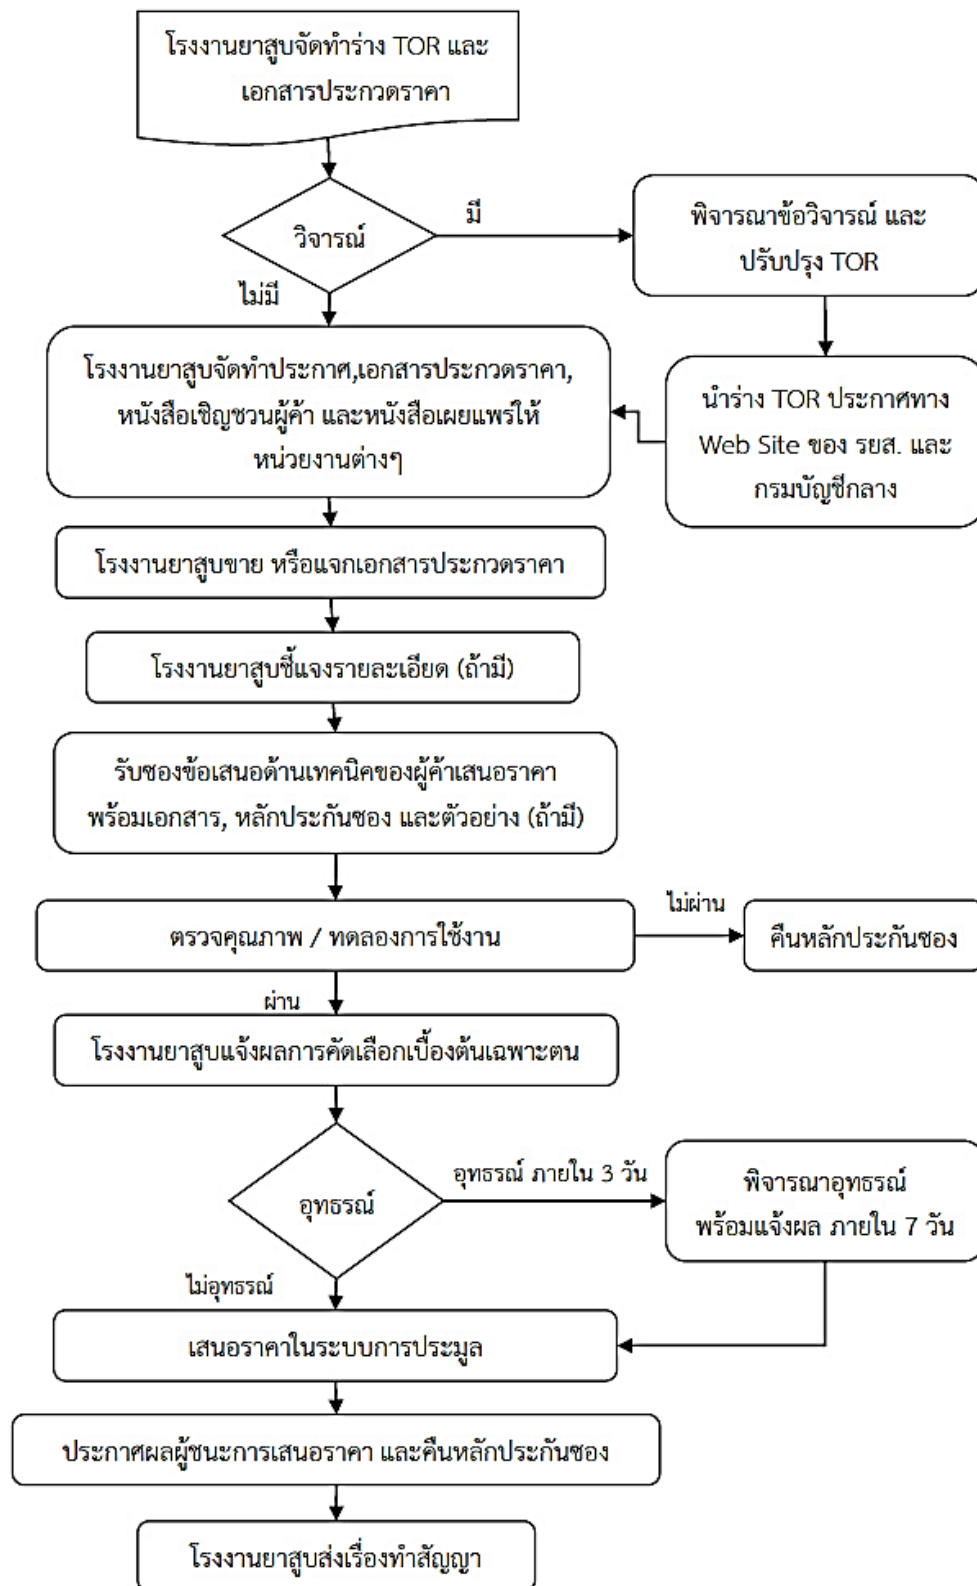 โรงงานยาสูบจัดทำร่าง TOR และ
เอกสารประกวดราคา
วิจารณ์
มี
พิจารณาข้อวิจารณ์ และ
ปรับปรุง TOR
ไม่มี
โรงงานยาสูบจัดทำประกาศ,เอกสารประกวดราคา,
หนังสือเชิญชวนผู้ค้า และหนังสือเผยแพร่ให้
หน่วยงานต่างๆ
นำร่าง TOR ประกาศทาง
Web Site ของ รยส. และ
กรมบัญชีกลาง
โรงงานยาสูบขาย หรือแจกเอกสารประกวดราคา
โรงงานยาสูบชี้แจงรายละเอียด (ถ้ามี)
รับซองข้อเสนอด้านเทคนิคของผู้ค้าเสนอราคา
พร้อมเอกสาร, หลักประกันซอง และตัวอย่าง (ถ้ามี)
ตรวจคุณภาพ / ทดลองการใช้งาน
ไม่ผ่าน
คืนหลักประกันซอง
ผ่าน
โรงงานยาสูบแจ้งผลการคัดเลือกเบื้องต้นเฉพาะตน
อุทธรณ์
อุทธรณ์ ภายใน 3 วัน
พิจารณาอุทธรณ์
พร้อมแจ้งผล ภายใน 7 วัน
ไม่อุทธรณ์
เสนอราคาในระบบการประมูล
ประกาศผลผู้ชนะการเสนอราคา และคืนหลักประกันซอง
โรงงานยาสูบส่งเรื่องทำสัญญา